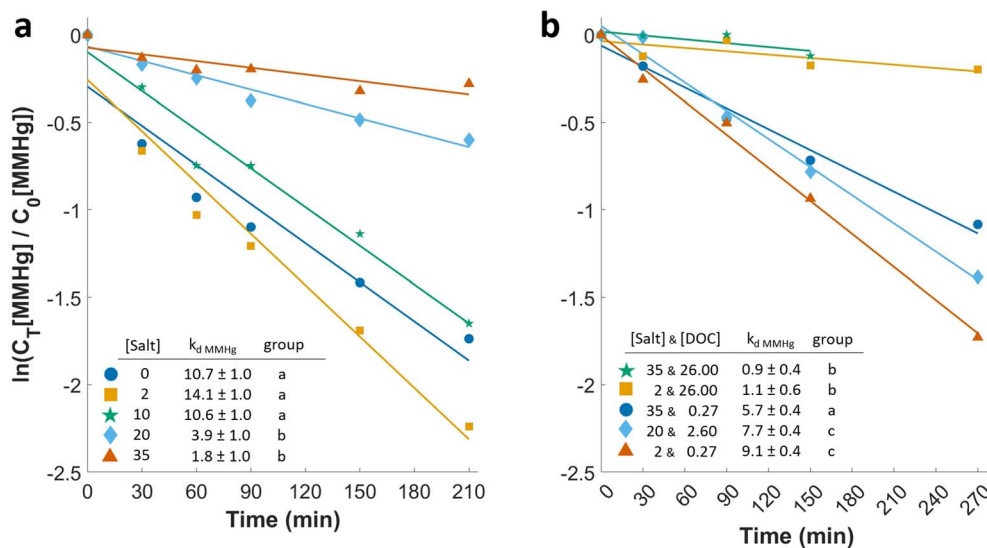 a
b
ln(C_T[MMHg] / C_0[MMHg])
0
-0.5
-1
-1.5
-2
-2.5
[Salt] k_d MMHg group
0 10.7 ± 1.0 a
2 14.1 ± 1.0 a
10 10.6 ± 1.0 a
20 3.9 ± 1.0 b
35 1.8 ± 1.0 b
0 30 60 90 120 150 180 210
Time (min)
0
-0.5
-1
-1.5
-2
-2.5
[Salt] & [DOC] k_d MMHg group
35 & 26.00 0.9 ± 0.4 b
2 & 26.00 1.1 ± 0.6 b
35 & 0.27 5.7 ± 0.4 a
20 & 2.60 7.7 ± 0.4 c
2 & 0.27 9.1 ± 0.4 c
0 30 60 90 120 150 180 210 240 270
Time (min)